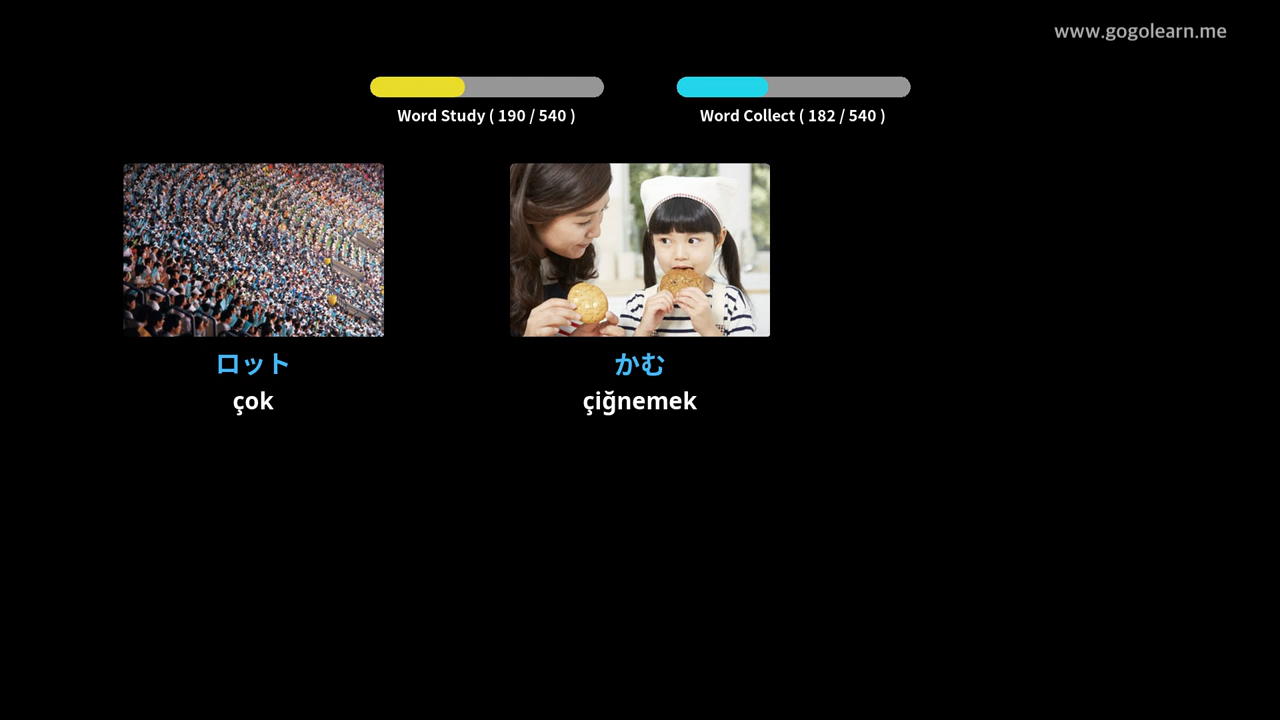 www.gogolearn.me
Word Study ( 190 / 540 )
Word Collect ( 182 / 540 )
ロット
çok
かむ
çiğnemek